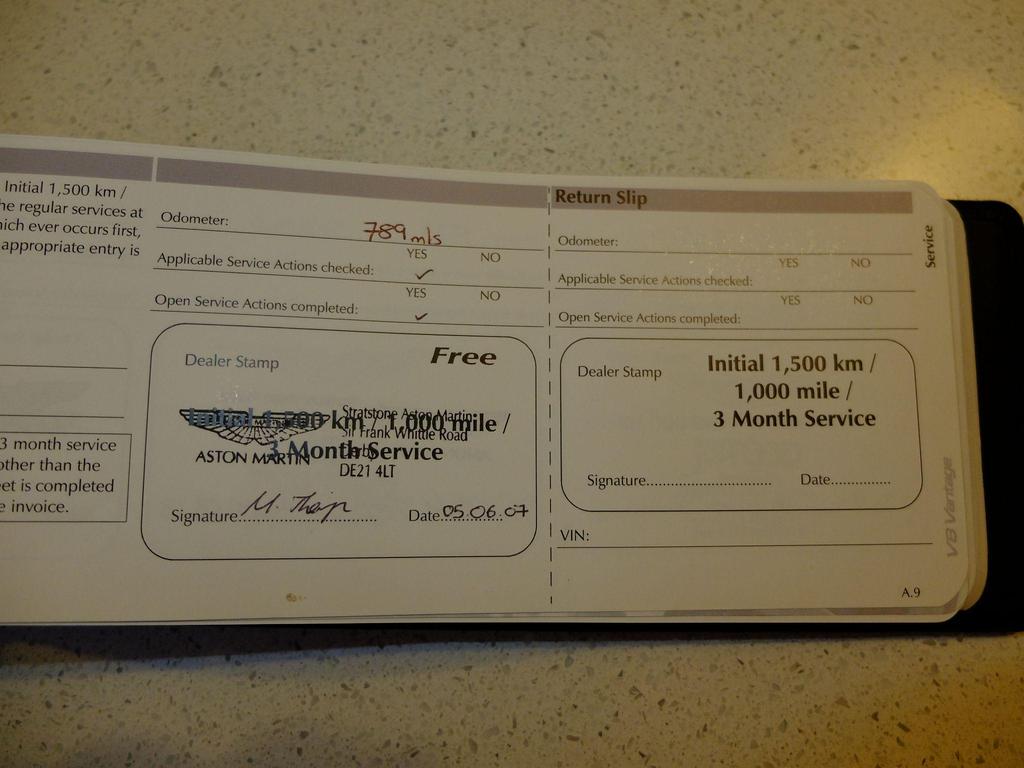 Initial 1,500 km /
he regular services at
ich ever occurs first,
appropriate entry is
3 month service
other than the
et is completed
e invoice.
Odometer: 789 mls
YES NO
Applicable Service Actions checked: ✓
YES NO
Open Service Actions completed: ✓
Dealer Stamp Free
Initial 1,500 km / 1,000 mile /
3 Month Service
ASTON MARTIN
Stratstone Aston Martin
Sir Frank Whittle Road
Derby
DE21 4LT
Signature Date 05.06.07
Return Slip
Odometer:
YES NO
Applicable Service Actions checked:
YES NO
Open Service Actions completed:
Dealer Stamp
Initial 1,500 km /
1,000 mile /
3 Month Service
Signature Date
VIN:
A.9
Service
V8 Vantage